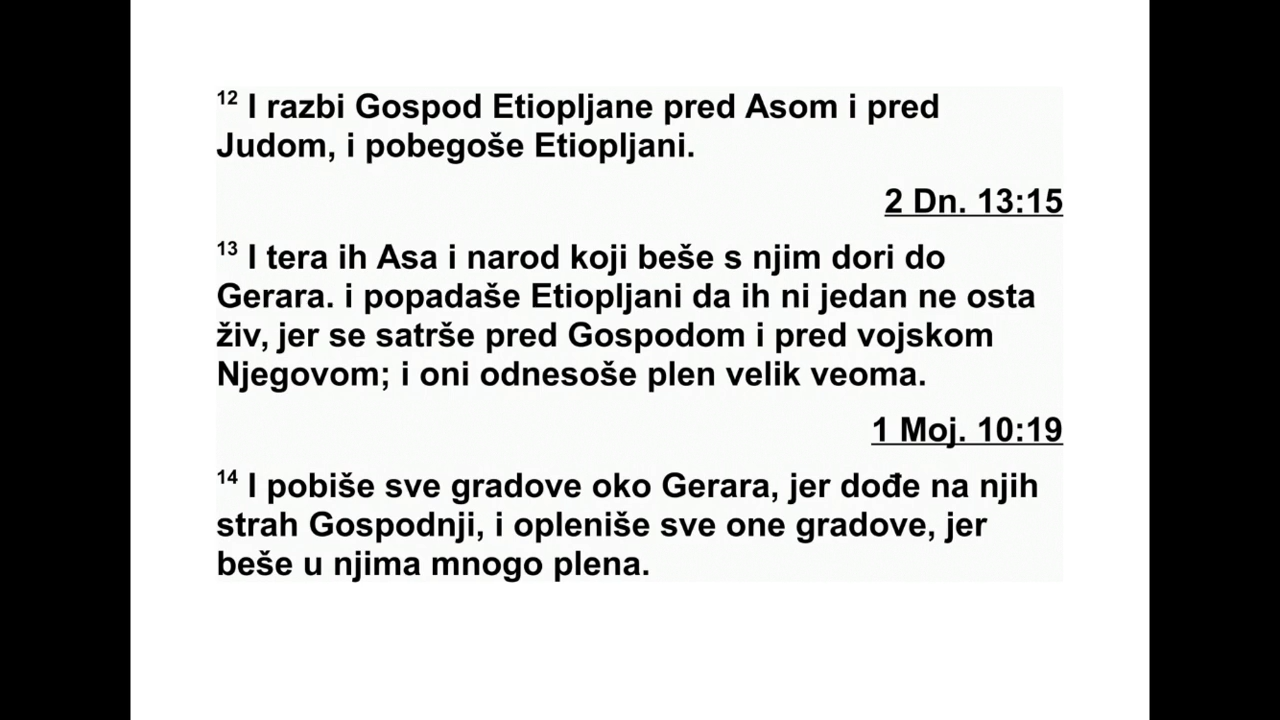 12 I razbi Gospod Etiopljane pred Asom i pred
Judom, i pobegoše Etiopljani.
2 Dn. 13:15
13 I tera ih Asa i narod koji beše s njim dori do
Gerara. i popadaše Etiopljani da ih ni jedan ne osta
živ, jer se satrše pred Gospodom i pred vojskom
Njegovom; i oni odnesoše plen velik veoma.
1 Moj. 10:19
14 I pobiše sve gradove oko Gerara, jer dođe na njih
strah Gospodnji, i opleniše sve one gradove, jer
beše u njima mnogo plena.